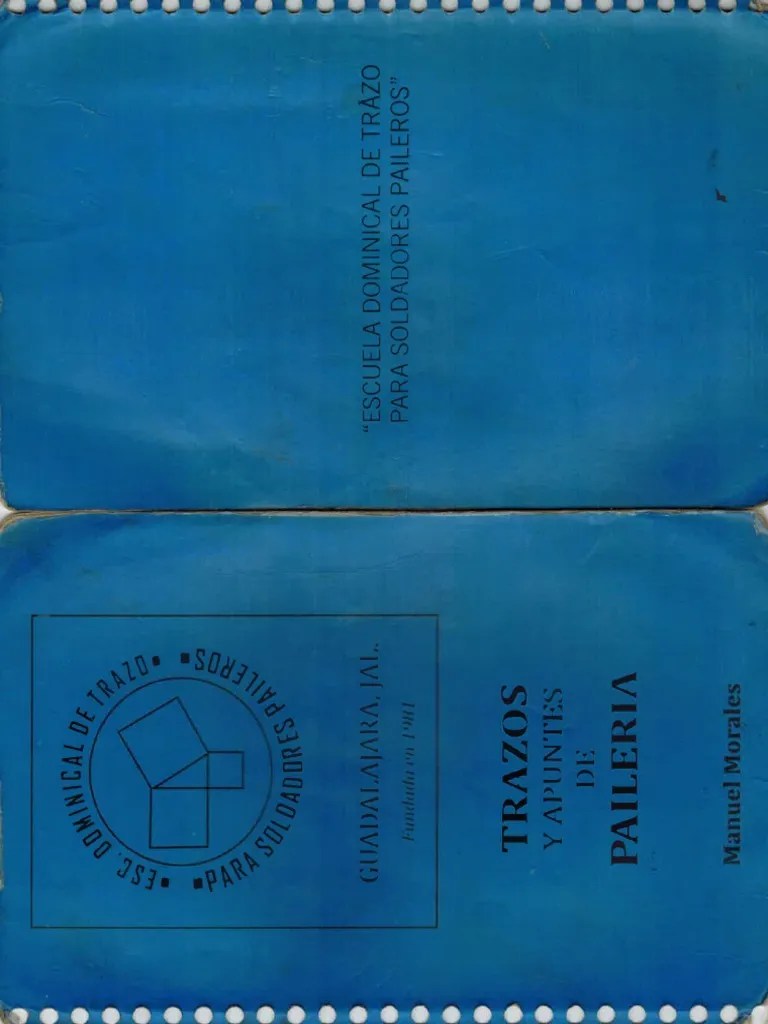 "ESCUELA DOMINICAL DE TRAZO
PARA SOLDADORES PAILEROS"
ESC. DOMINICAL DE TRAZO
PARA SOLDADORES PAILEROS
GUADALAJARA, JAL.
Fundada en 1981
TRAZOS
Y APUNTES
DE
PAILERIA
Manuel Morales